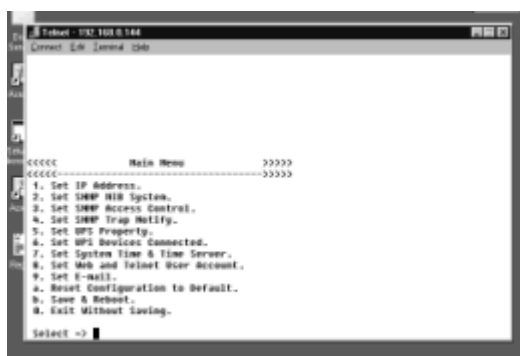 Telnet - 192.168.0.144
Connect Edit Terminal Help
<<<<< Main Menu >>>>>
<<<<<---------------------------------------->>>>>
1. Set IP Address.
2. Set SNMP MIB System.
3. Set SNMP Access Control.
4. Set SNMP Trap Notify.
5. Set UPS Property.
6. Set UPS Devices Connected.
7. Set System Time & Time Server.
8. Set Web and Telnet User Account.
9. Set E-mail.
a. Reset Configuration to Default.
b. Save & Reboot.
0. Exit Without Saving.
Select =>